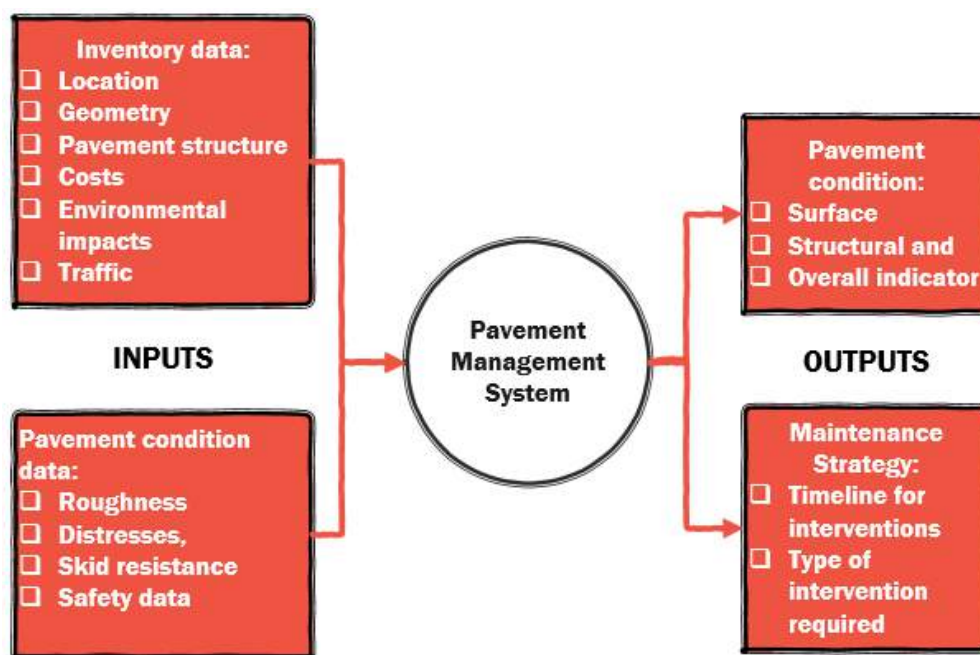 Inventory data:
❑ Location
❑ Geometry
❑ Pavement structure
❑ Costs
❑ Environmental
impacts
❑ Traffic
INPUTS
Pavement condition
data:
❑ Roughness
❑ Distresses,
❑ Skid resistance
❑ Safety data
Pavement
Management
System
Pavement
condition:
❑ Surface
❑ Structural and
❑ Overall indicator
OUTPUTS
Maintenance
Strategy:
❑ Timeline for
interventions
❑ Type of
intervention
required